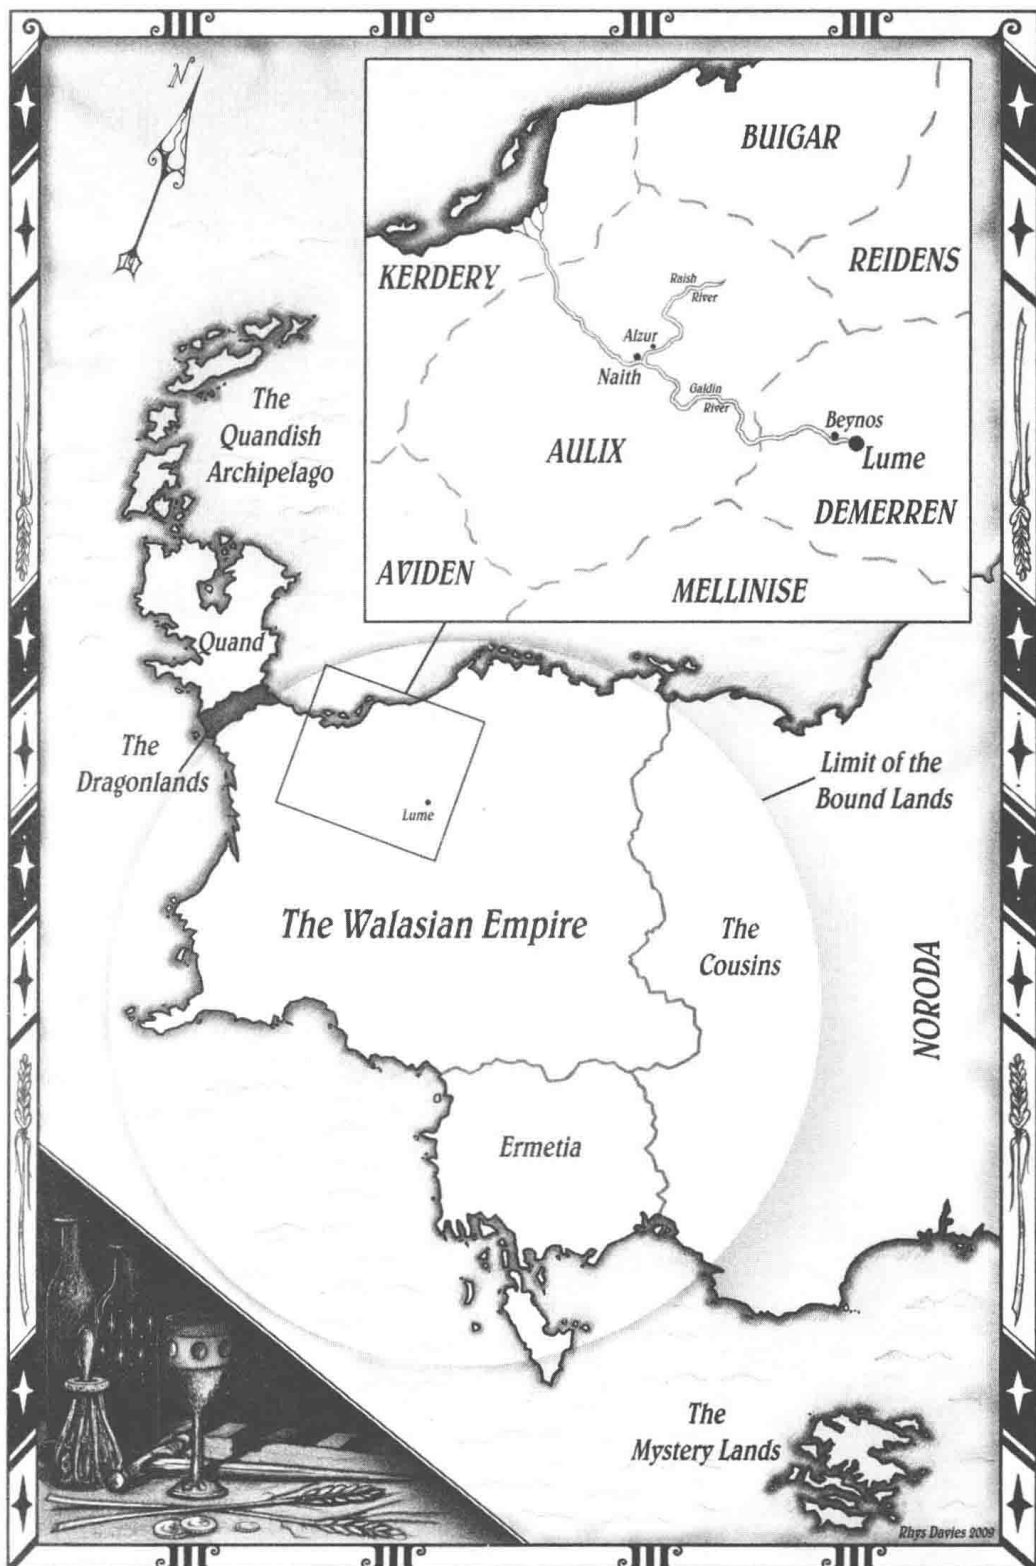 N
BUIGAR
KERDERY
REIDENS
Raish
River
Alzur
Naith
Galdin
River
Beynos
Lume
AULIX
DEMERREN
AVIDEN
MELLINISE
The
Quandish
Archipelago
Quand
The
Dragonlands
Limit of the
Bound Lands
Lume
The Walasian Empire
The
Cousins
NORODA
Ermetia
The
Mystery Lands
Rhys Davies 2009